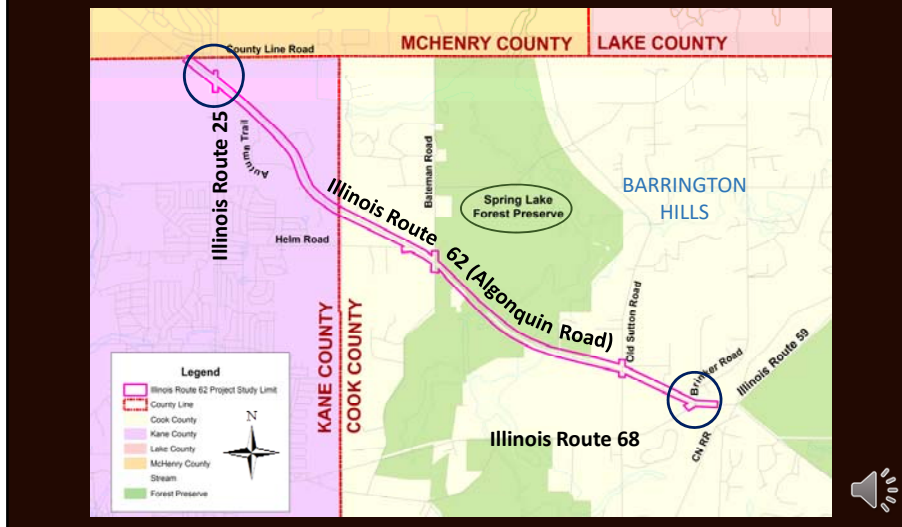 County Line Road
MCHENRY COUNTY
LAKE COUNTY
Illinois Route 25
Autumn Trail
Bateman Road
Spring Lake
Forest Preserve
BARRINGTON
HILLS
Helm Road
Illinois Route 62 (Algonquin Road)
KANE COUNTY
COOK COUNTY
Old Sutton Road
Brinker Road
Illinois Route 59
CN RR
Illinois Route 68
Legend
Illinois Route 62 Project Study Limit
County Line
Cook County
Kane County
Lake County
McHenry County
Stream
Forest Preserve
N